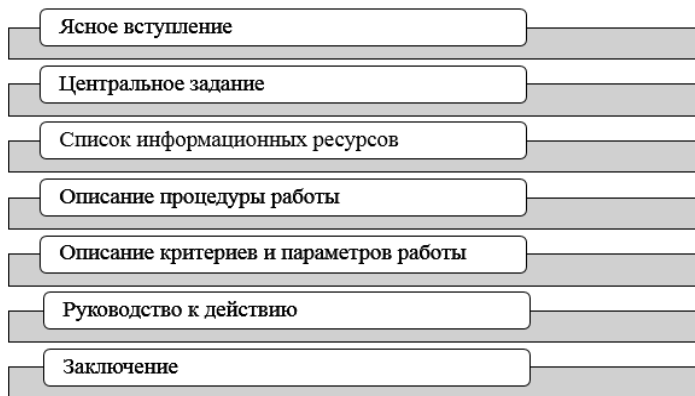 Ясное вступление
Центральное задание
Список информационных ресурсов
Описание процедуры работы
Описание критериев и параметров работы
Руководство к действию
Заключение